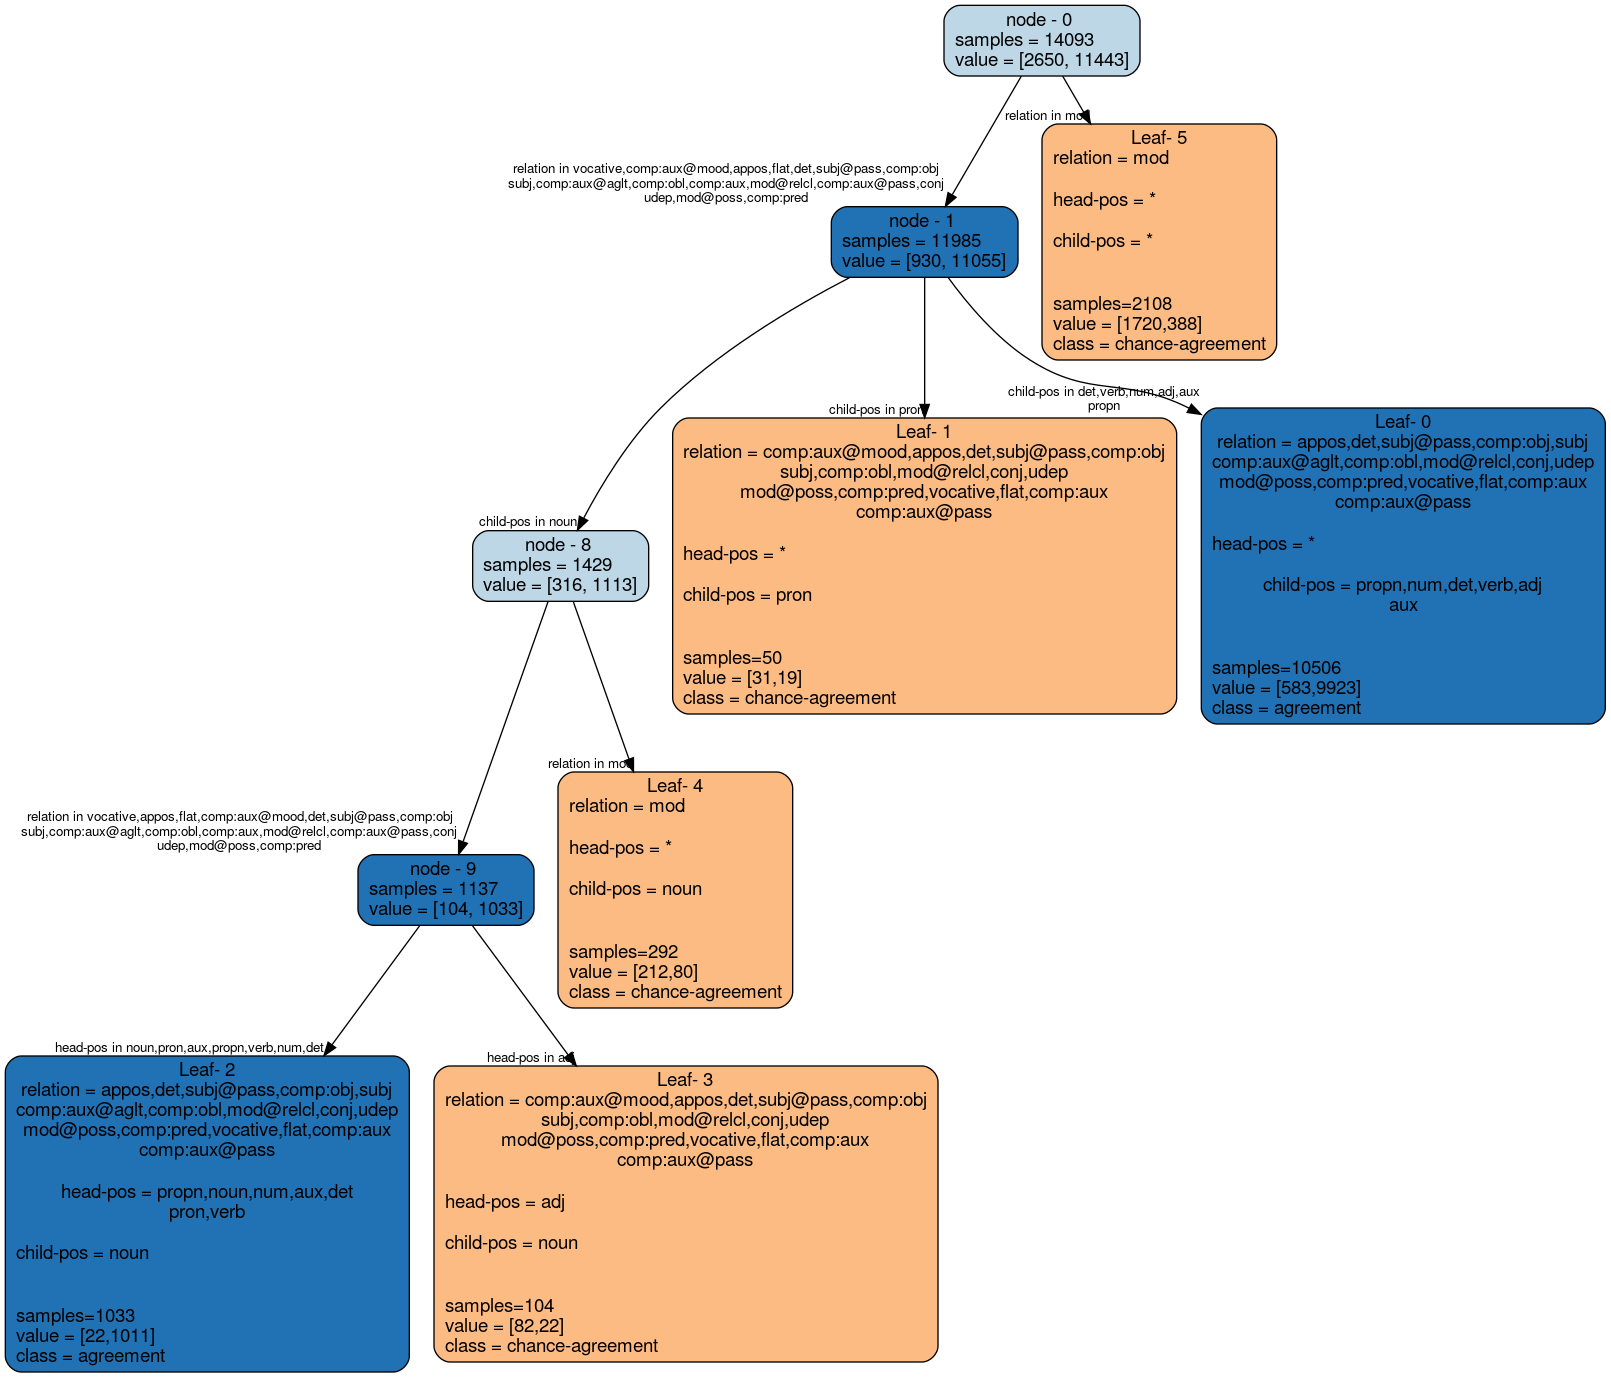 node - 0
samples = 14093
value = [2650, 11443]
relation in mod
Leaf- 5
relation = mod
head-pos = *
child-pos = *
samples=2108
value = [1720,388]
class = chance-agreement
relation in vocative,comp:aux@mood,appos,flat,det,subj@pass,comp:obj
subj,comp:aux@aglt,comp:obl,comp:aux,mod@relcl,comp:aux@pass,conj
udep,mod@poss,comp:pred
node - 1
samples = 11985
value = [930, 11055]
child-pos in det,verb,num,adj,aux
propn
child-pos in pron
Leaf- 1
relation = comp:aux@mood,appos,det,subj@pass,comp:obj
subj,comp:obl,mod@relcl,conj,udep
mod@poss,comp:pred,vocative,flat,comp:aux
comp:aux@pass
head-pos = *
child-pos = pron
samples=50
value = [31,19]
class = chance-agreement
Leaf- 0
relation = appos,det,subj@pass,comp:obj,subj
comp:aux@aglt,comp:obl,mod@relcl,conj,udep
mod@poss,comp:pred,vocative,flat,comp:aux
comp:aux@pass
head-pos = *
child-pos = propn,num,det,verb,adj
aux
samples=10506
value = [583,9923]
class = agreement
child-pos in noun
node - 8
samples = 1429
value = [316, 1113]
relation in mod
Leaf- 4
relation = mod
head-pos = *
child-pos = noun
samples=292
value = [212,80]
class = chance-agreement
relation in vocative,appos,flat,comp:aux@mood,det,subj@pass,comp:obj
subj,comp:aux@aglt,comp:obl,comp:aux,mod@relcl,comp:aux@pass,conj
udep,mod@poss,comp:pred
node - 9
samples = 1137
value = [104, 1033]
head-pos in noun,pron,aux,propn,verb,num,det
Leaf- 2
relation = appos,det,subj@pass,comp:obj,subj
comp:aux@aglt,comp:obl,mod@relcl,conj,udep
mod@poss,comp:pred,vocative,flat,comp:aux
comp:aux@pass
head-pos = propn,noun,num,aux,det
pron,verb
child-pos = noun
samples=1033
value = [22,1011]
class = agreement
head-pos in adj
Leaf- 3
relation = comp:aux@mood,appos,det,subj@pass,comp:obj
subj,comp:obl,mod@relcl,conj,udep
mod@poss,comp:pred,vocative,flat,comp:aux
comp:aux@pass
head-pos = adj
child-pos = noun
samples=104
value = [82,22]
class = chance-agreement